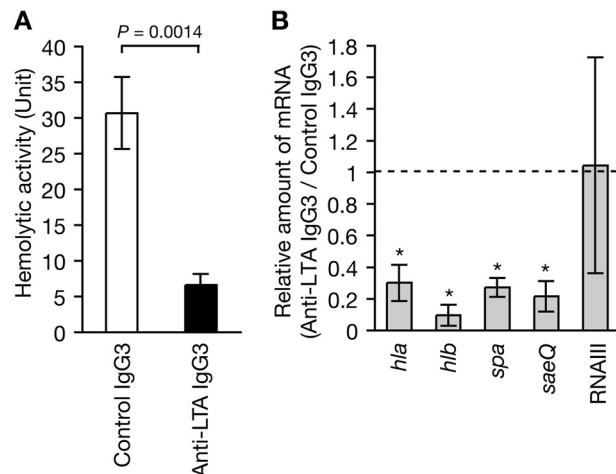 A
P = 0.0014
Hemolytic activity (Unit)
40
35
30
25
20
15
10
5
0
Control IgG3
Anti-LTA IgG3
B
Relative amount of mRNA
(Anti-LTA IgG3 / Control IgG3)
1.8
1.6
1.4
1.2
1
0.8
0.6
0.4
0.2
0
*
*
*
*
hla
hlb
spa
saeQ
RNAIII